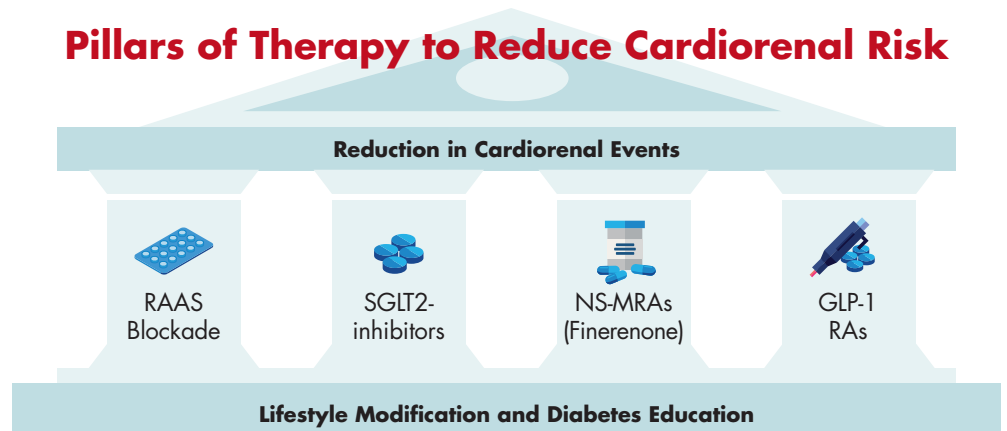 Pillars of Therapy to Reduce Cardiorenal Risk
Reduction in Cardiorenal Events
RAAS
Blockade
SGLT2-
inhibitors
NS-MRAs
(Finerenone)
GLP-1
RAs
Lifestyle Modification and Diabetes Education